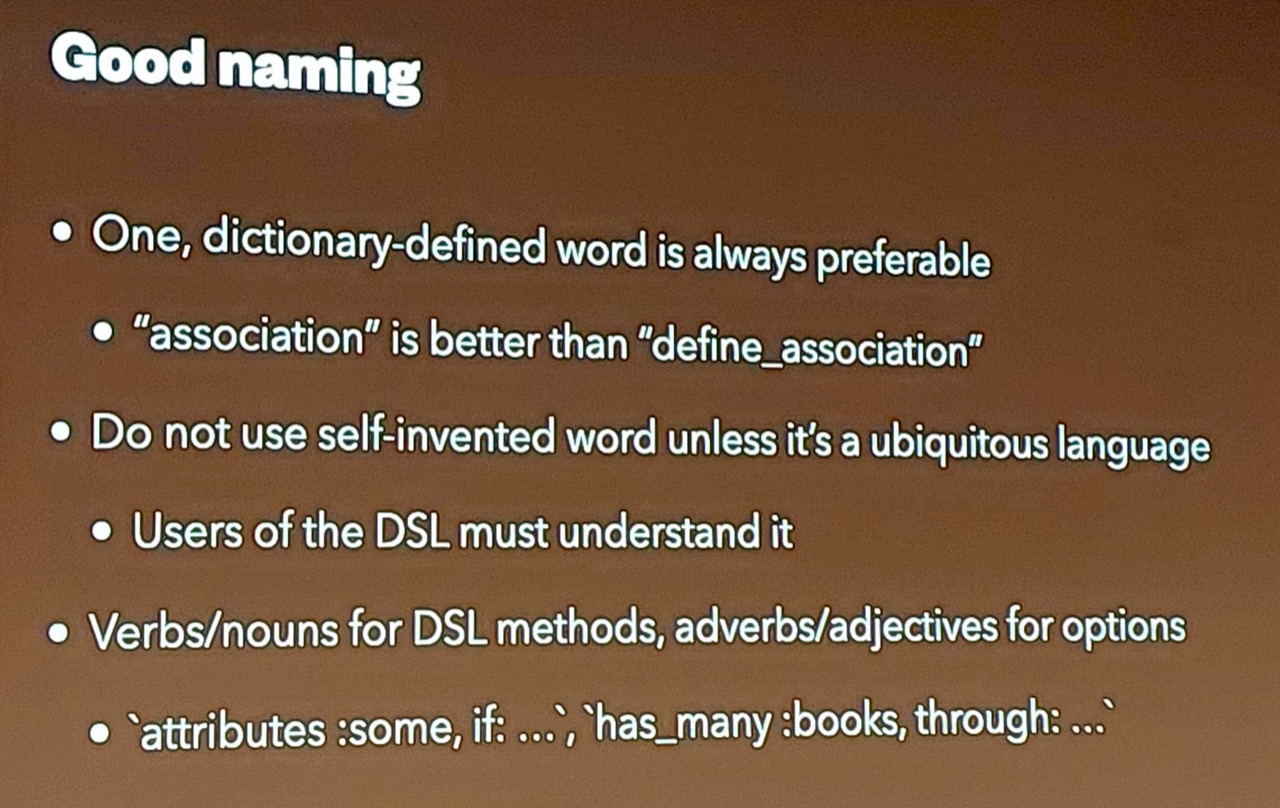 Good naming
• One, dictionary-defined word is always preferable
• "association" is better than "define_association"
• Do not use self-invented word unless it's a ubiquitous language
• Users of the DSL must understand it
• Verbs/nouns for DSL methods, adverbs/adjectives for options
• `attributes :some, if: ...`, `has_many :books, through: ...`